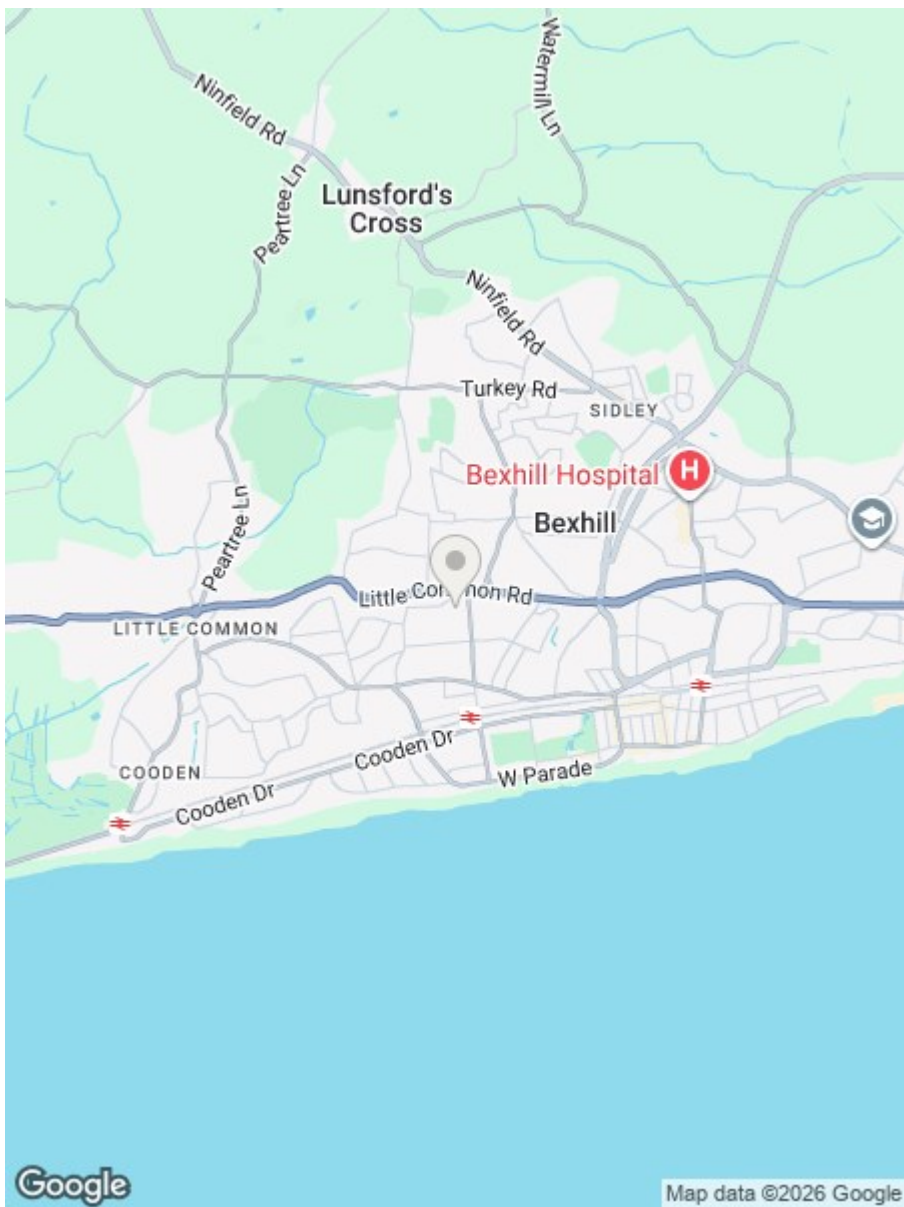 Ninfield Rd
Watermill Ln
Peartree Ln
Lunsford's
Cross
Ninfield Rd
Turkey Rd
SIDLEY
Bexhill Hospital
H
Bexhill
Peartree Ln
Little Common Rd
LITTLE COMMON
Cooden Dr
W Parade
COODEN
Cooden Dr
Google
Map data ©2026 Google